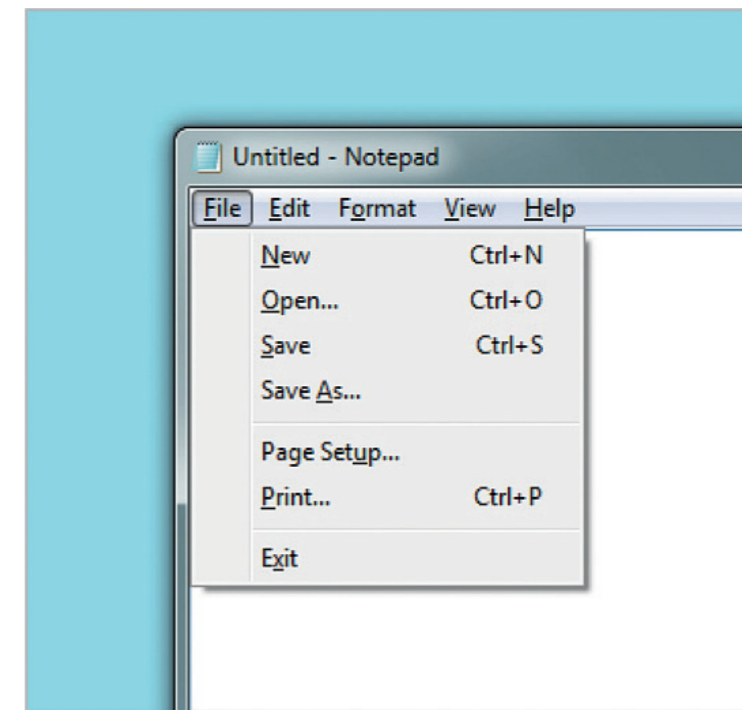 Untitled - Notepad
File Edit Format View Help
New Ctrl+N
Open... Ctrl+O
Save Ctrl+S
Save As...
Page Setup...
Print... Ctrl+P
Exit